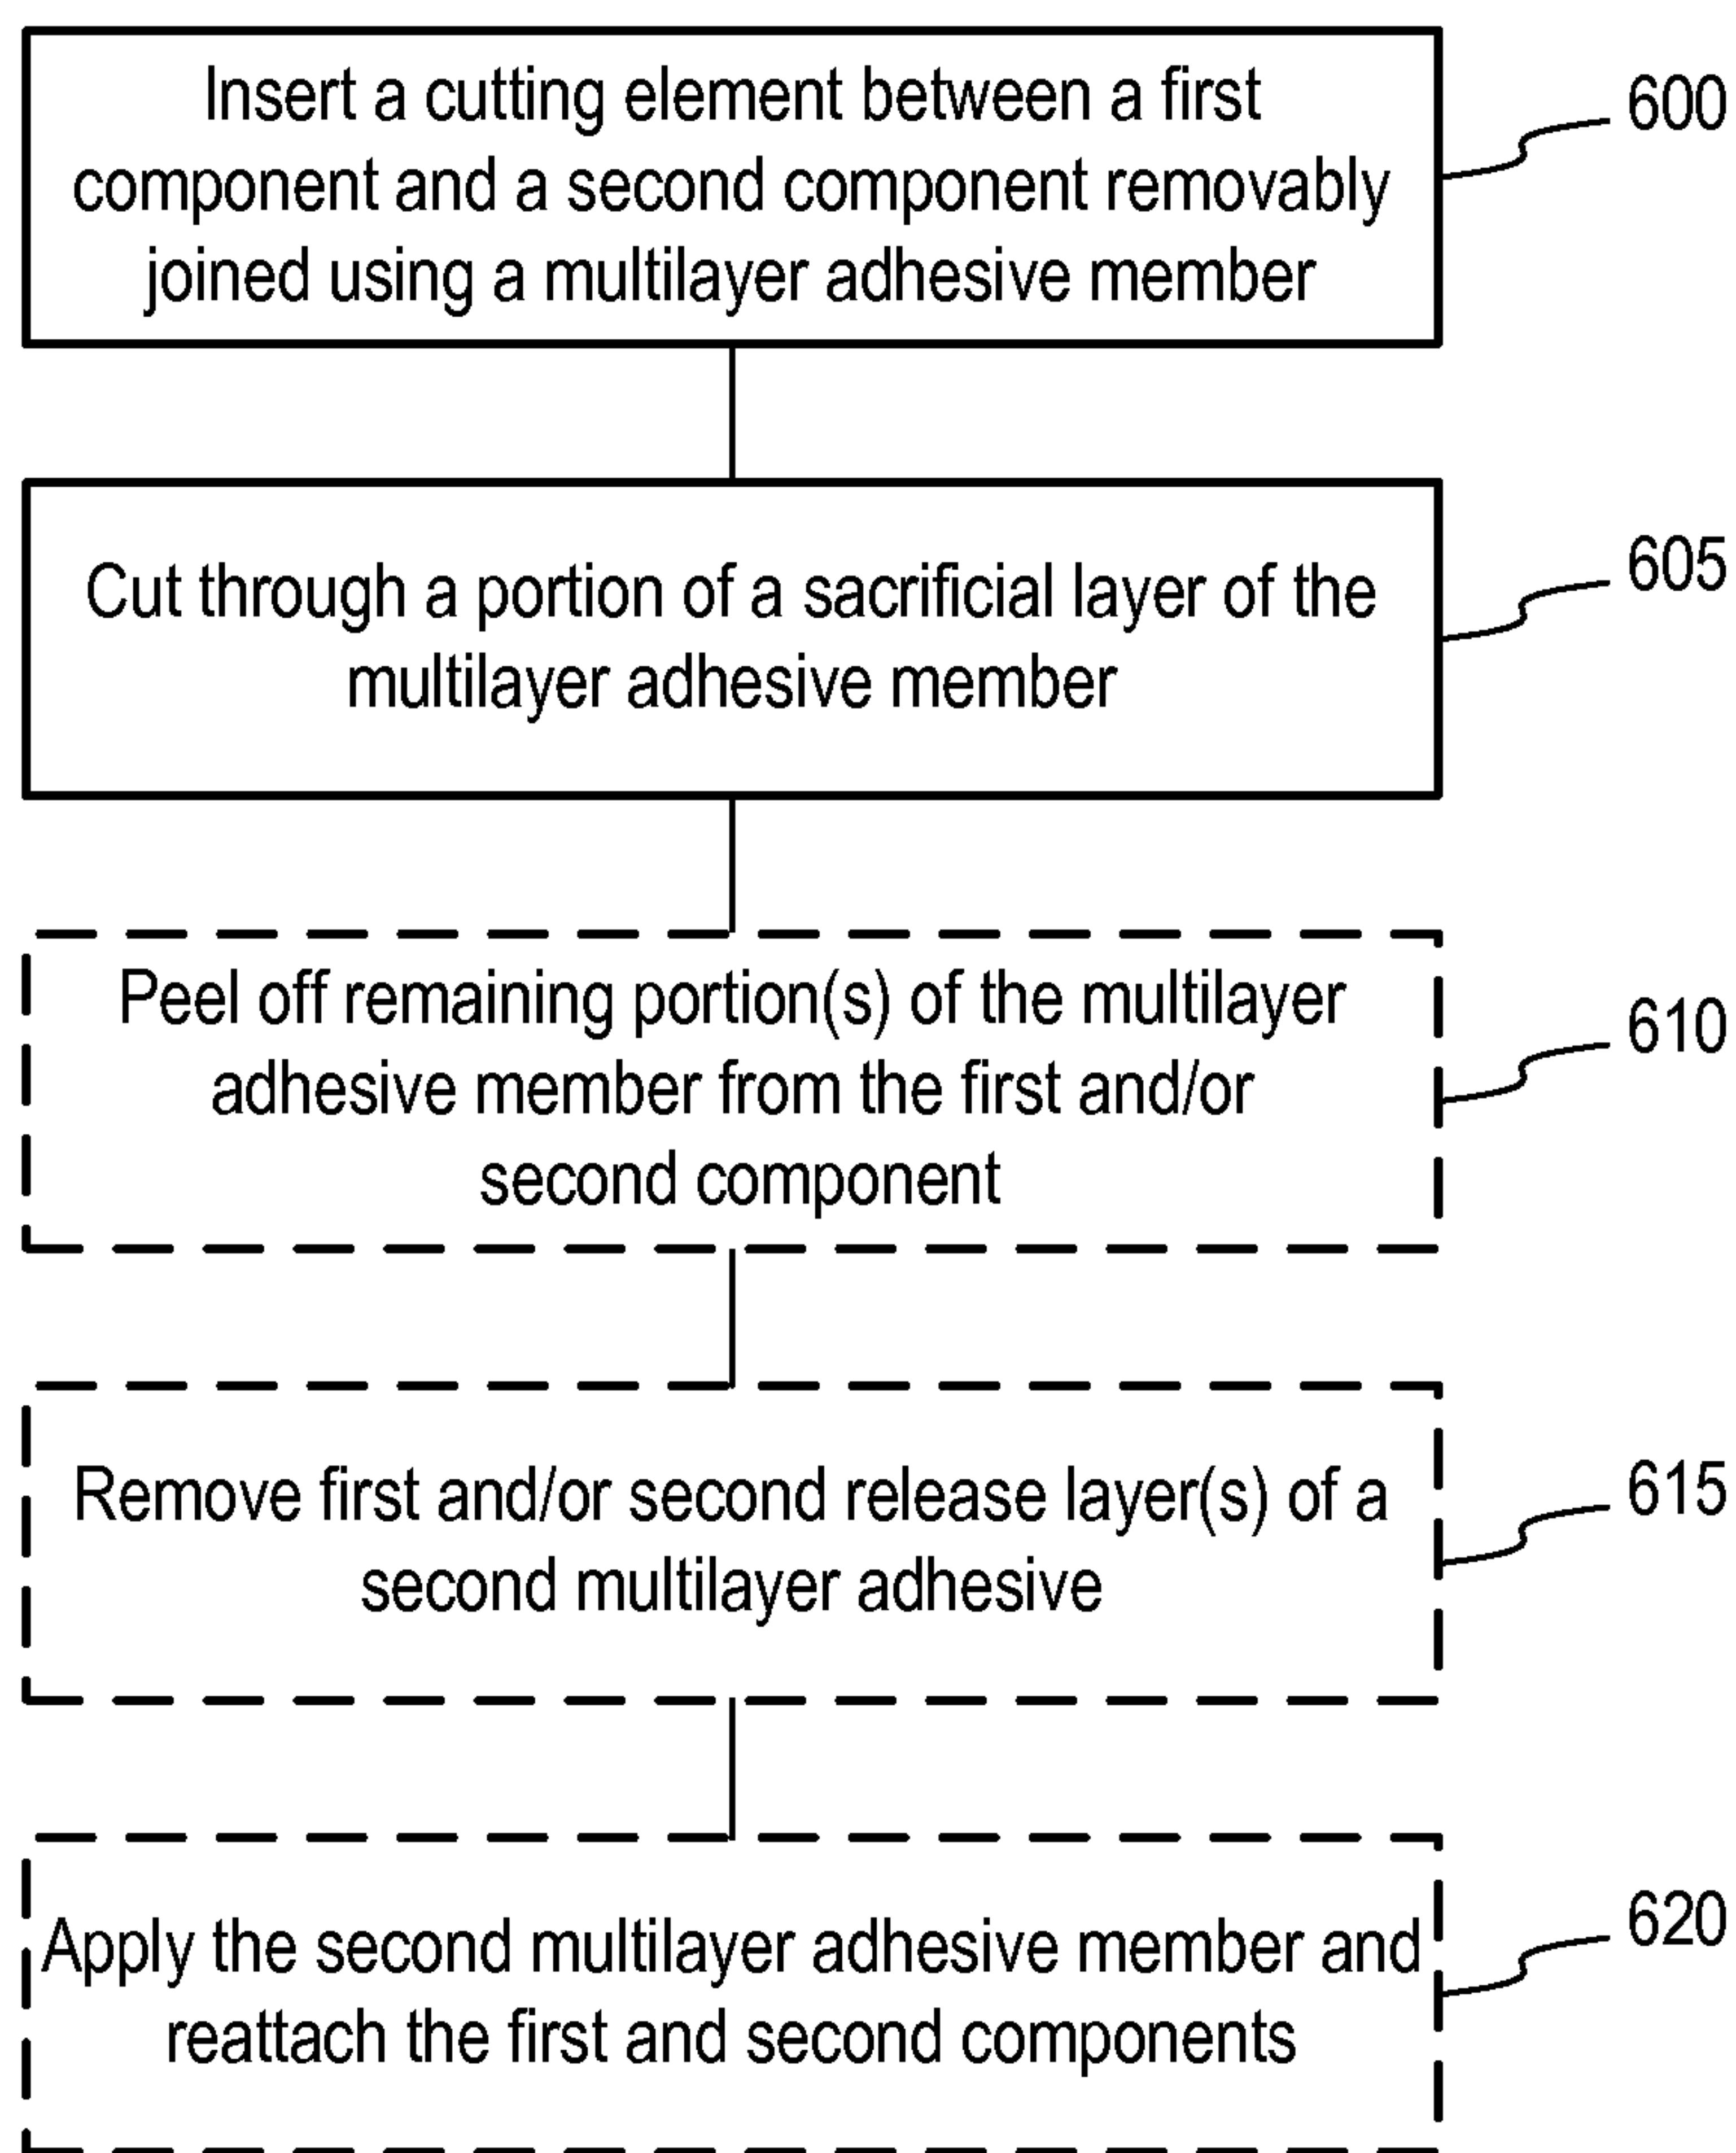 Insert a cutting element between a first
component and a second component removably
joined using a multilayer adhesive member
600
Cut through a portion of a sacrificial layer of the
multilayer adhesive member
605
Peel off remaining portion(s) of the multilayer
adhesive member from the first and/or
second component
610
Remove first and/or second release layer(s) of a
second multilayer adhesive
615
Apply the second multilayer adhesive member and
reattach the first and second components
620